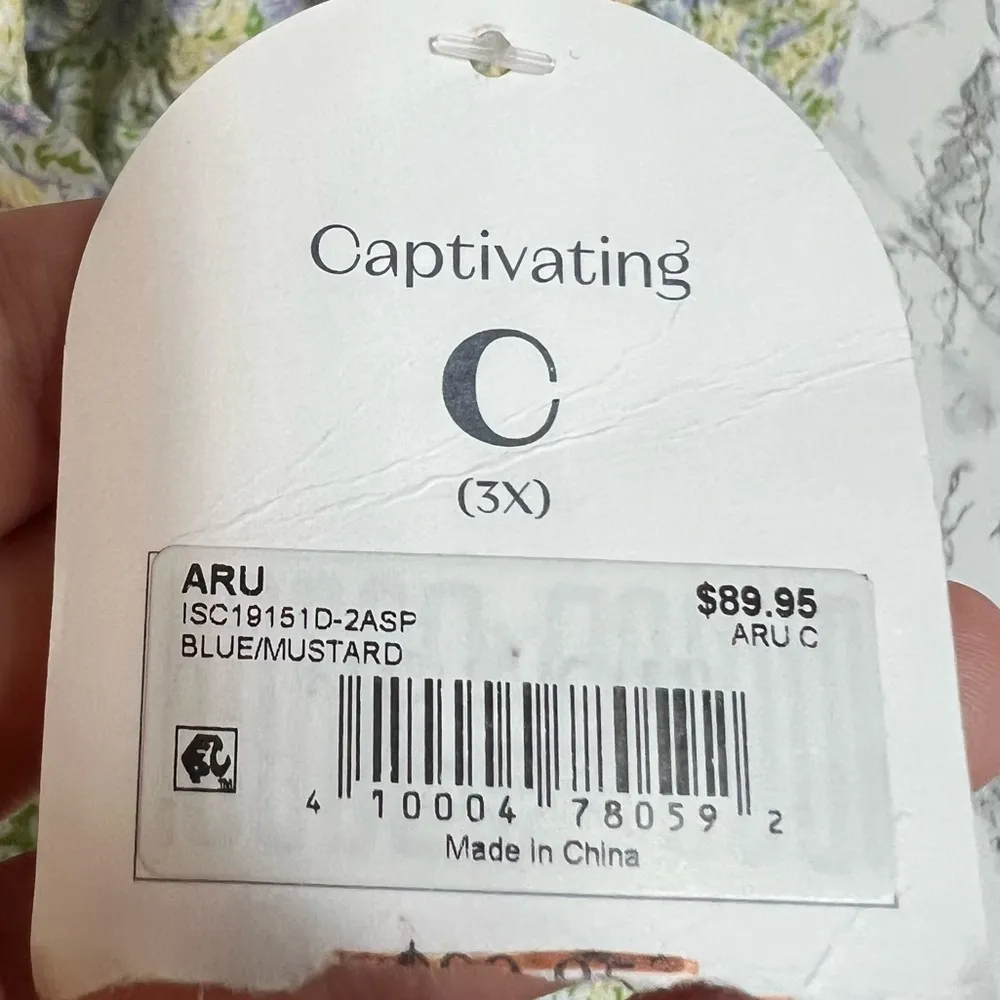 Captivating
C
(3X)
ARU
$89.95
ISC19151D-2ASP
ARU C
BLUE/MUSTARD
4 10004 78059 2
Made in China